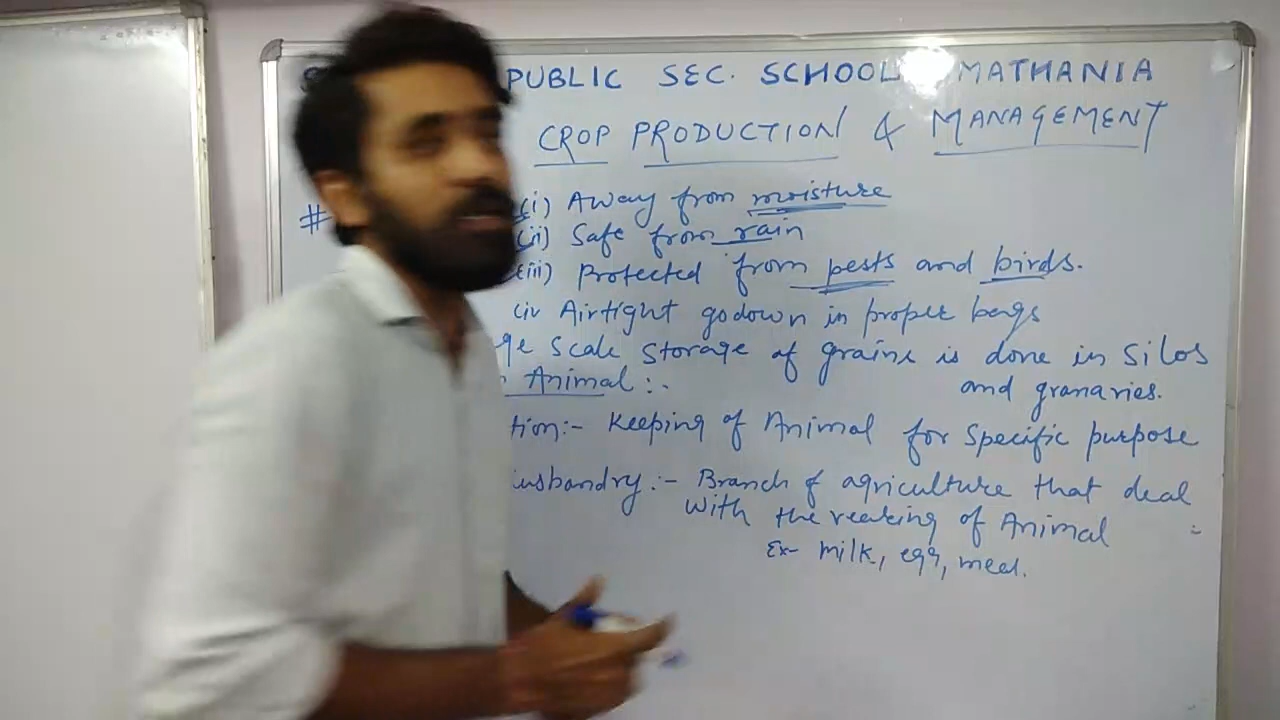 PUBLIC SEC. SCHOOL MATHANIA
CROP PRODUCTION & MANAGEMENT
#
(i) Away from moisture
(ii) Safe from rain
(iii) Protected from pests and birds.
(iv Airtight godown in proper bags
ge scale storage of grains is done in Silos
and granaries.
Animal :-
tion:- Keeping of Animal for specific purpose
usbandry :- Branch of agriculture that deal
with the rearing of Animal
Ex- milk, egg,